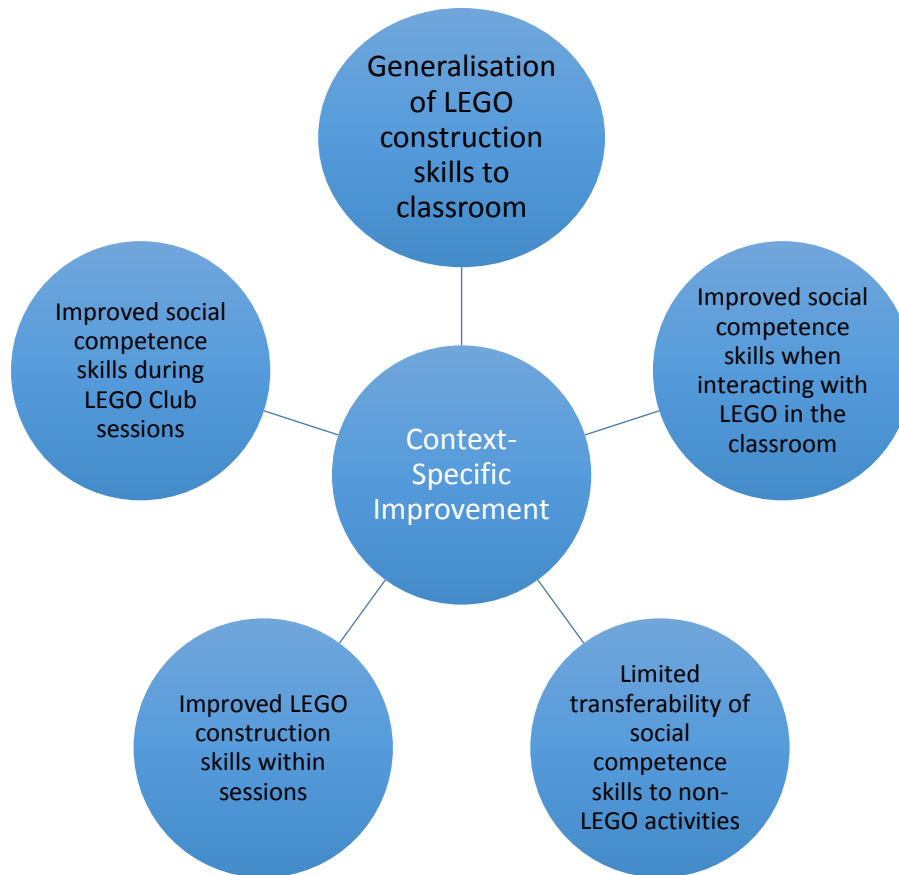 Generalisation
of LEGO
construction
skills to
classroom
Improved social
competence
skills when
interacting with
LEGO in the
classroom
Limited
transferability of
social
competence
skills to non-
LEGO activities
Improved LEGO
construction
skills within
sessions
Improved social
competence
skills during
LEGO Club
sessions
Context-
Specific
Improvement